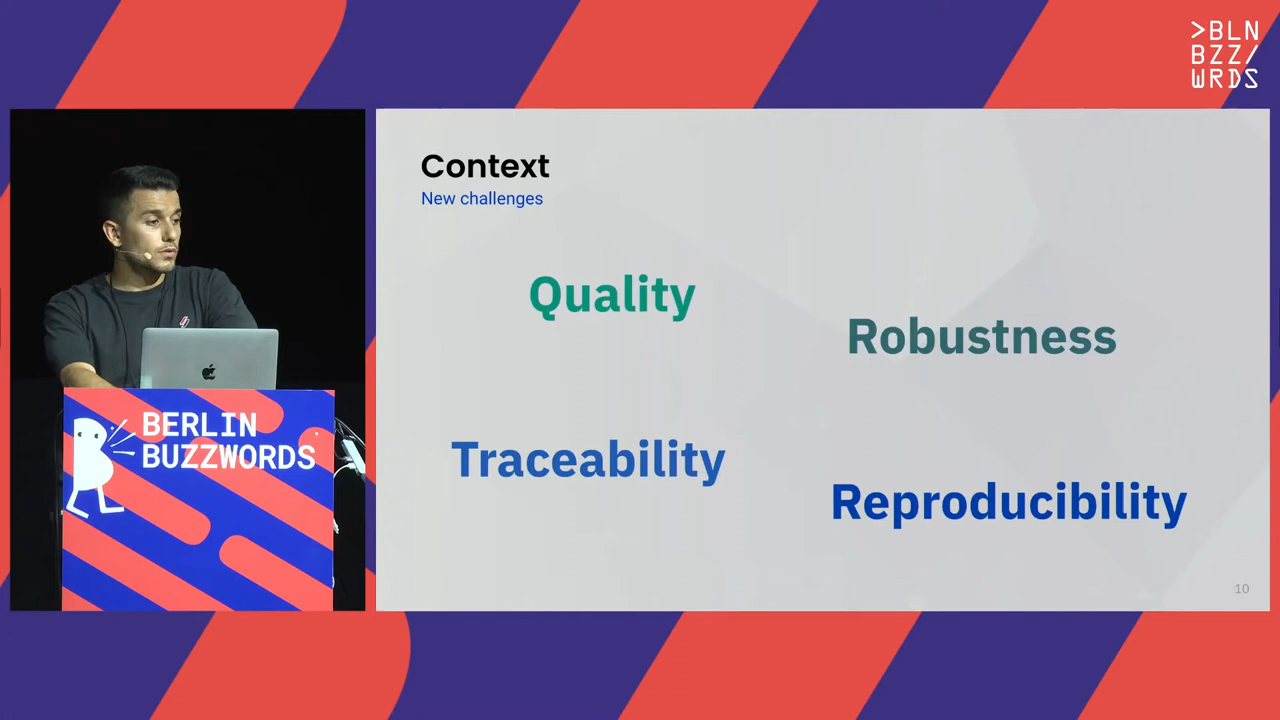 >BLN
BZZ/
WRDS
Context
New challenges
Quality
Robustness
Traceability
Reproducibility
10
BERLIN
BUZZWORDS